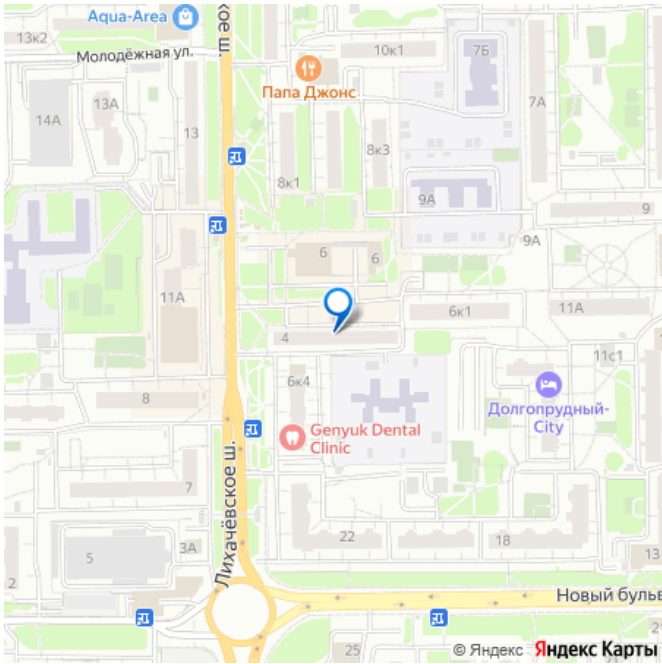 Aqua-Area
13к2
Молодёжная ул.
кое ш.
10к1
7Б
Папа Джонс
13А
14А
13
7А
8к3
8к1
9А
9
9А
6
6
11А
6к1
11А
4
11с1
6к4
8
Долгопрудный-
City
Genyuk Dental
Clinic
Лихачёвское ш.
7
22
18
3А
5
13
2
Новый бульв
25
© Яндекс Яндекс Карты